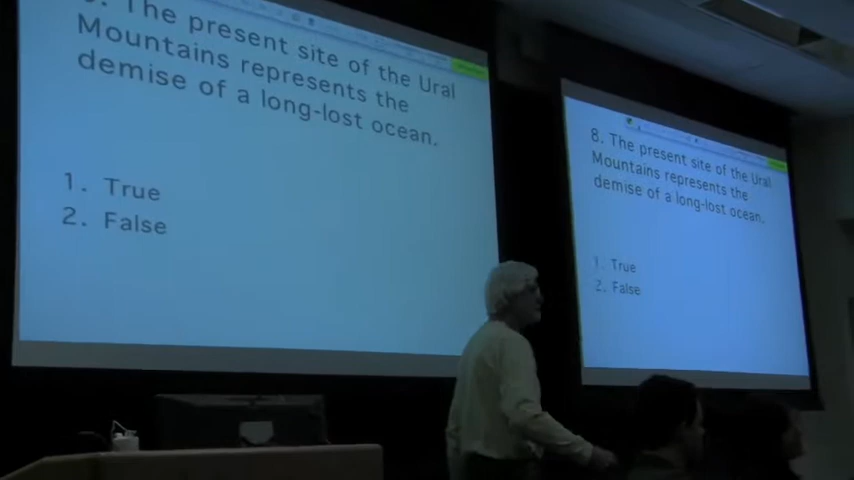 8. The present site of the Ural
Mountains represents the
demise of a long-lost ocean.
1. True
2. False
8. The present site of the Ural
Mountains represents the
demise of a long-lost ocean.
1. True
2. False